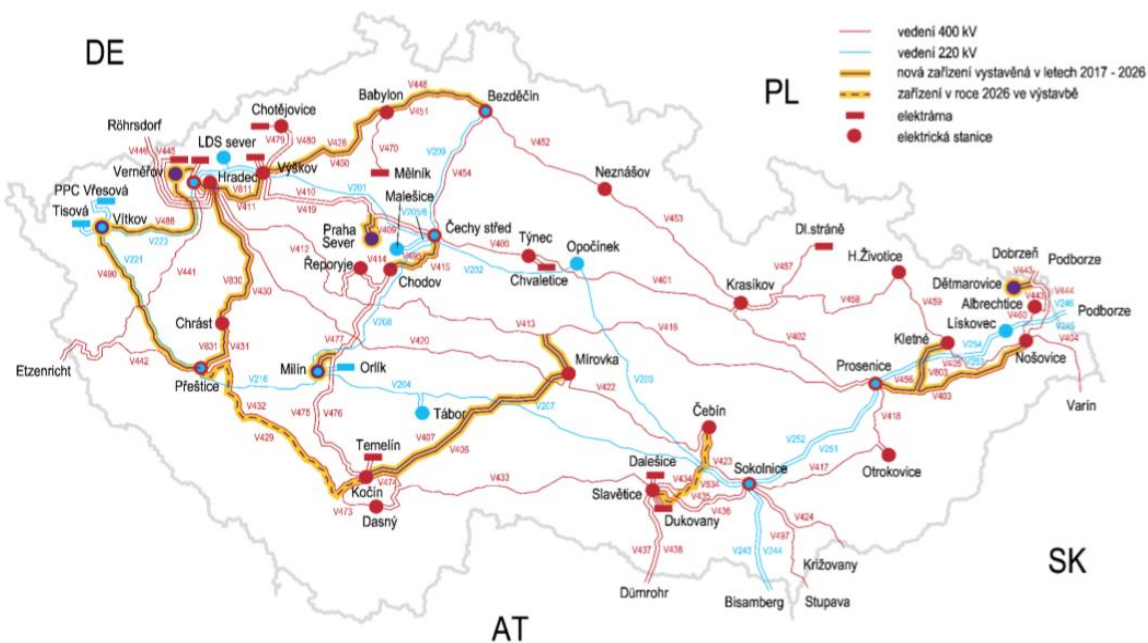 DE
PL
SK
AT
vedení 400 kV
vedení 220 kV
nová zařízení vystavěná v letech 2017 - 2026
zařízení v roce 2026 ve výstavbě
elektrárna
elektrická stanice
Babylon
V448
V451
Bezděčín
Chotějovice
V479
V480
Röhrsdorf
LDS sever
V446
V445
Výškov
V428
V450
V470
V209
V454
V452
Verněřov
Hradec
V811
V411
V410
V419
V201
Mělník
Malešice
V205/6
Neznášov
PPC Vřesová
Tisová
Vítkov
V488
V223
V221
V490
V441
V412
Praha
Sever
V409
Čechy střed
V453
Řeporyje
V414
V495
V415
Chodov
V400
Týnec
Chvaletice
Opočínek
V202
V401
Dl.stráně
V457
H.Životice
Krasíkov
V458
V459
V402
Dobrzeń
Podborze
V443
V444
Dětmarovice
Albrechtice
V443
V460
V246
V245
Podborze
Lískovec
V254
V253
Nošovice
V404
Varín
Kletné
V436
V456
V803
V403
Prosenice
V418
V417
Otrokovice
V830
V430
Chrást
V831
V431
V442
Etzenricht
Přeštice
V216
V432
V429
V208
V477
V420
V413
V416
Milín
Orlík
V204
Mírovka
V422
V203
V475
V476
Tábor
V407
V406
V207
Temelín
V474
Kočín
V473
Dasný
V433
Čebín
V423
V434
V834
V435
V436
Dalešice
Slavětice
Dukovany
Sokolnice
V252
V251
V437
V438
Dürnrohr
V243
V244
V424
V497
Križovany
Bisamberg
Stupava